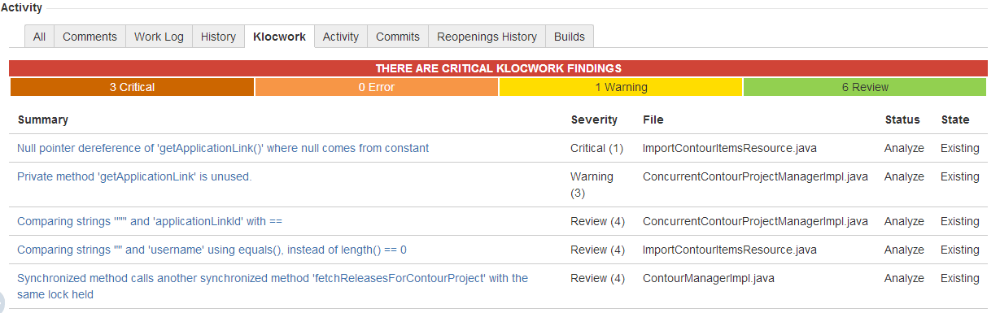 Activity
All Comments Work Log History Klocwork Activity Commits Reopenings History Builds
THERE ARE CRITICAL KLOCWORK FINDINGS
3 Critical 0 Error 1 Warning 6 Review
Summary Severity File Status State
Null pointer dereference of 'getApplicationLink()' where null comes from constant Critical (1) ImportContourItemsResource.java Analyze Existing
Private method 'getApplicationLink' is unused. Warning (3) ConcurrentContourProjectManagerImpl.java Analyze Existing
Comparing strings '"""' and 'applicationLinkId' with == Review (4) ConcurrentContourProjectManagerImpl.java Analyze Existing
Comparing strings '""' and 'username' using equals(), instead of length() == 0 Review (4) ImportContourItemsResource.java Analyze Existing
Synchronized method calls another synchronized method 'fetchReleasesForContourProject' with the Review (4) ContourManagerImpl.java Analyze Existing
same lock held